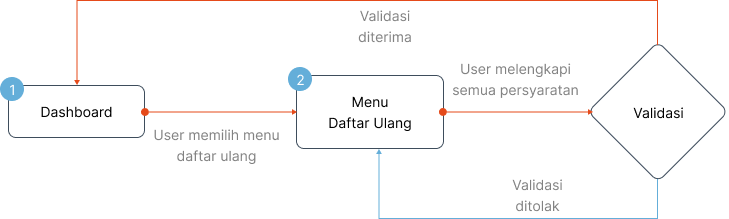 Validasi
diterima
1
Dashboard
User memilih menu
daftar ulang
2
Menu
Daftar Ulang
User melengkapi
semua persyaratan
Validasi
Validasi
ditolak